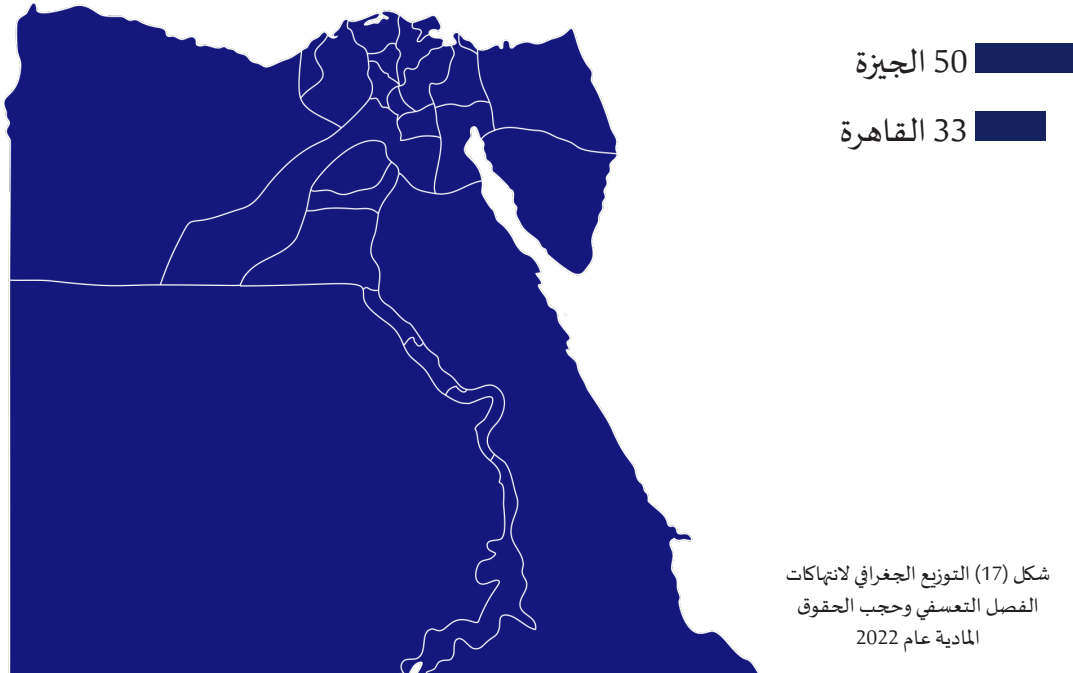 50 الجيزة
33 القاهرة
شكل (17) التوزيع الجغرافي لانتهاكات
الفصل التعسفي وحجب الحقوق
المادية عام 2022